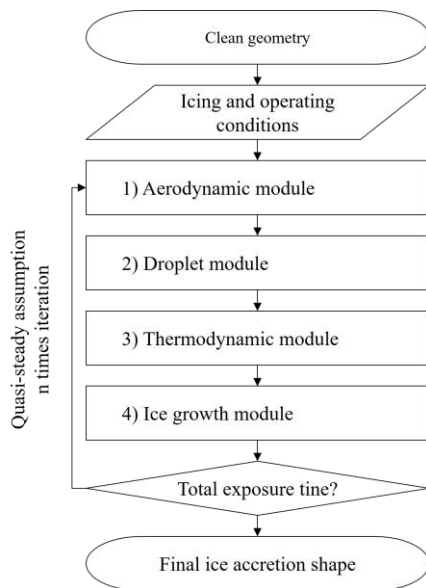 Clean geometry
Icing and operating
conditions
1) Aerodynamic module
2) Droplet module
3) Thermodynamic module
4) Ice growth module
Quasi-steady assumption
n times iteration
Total exposure tine?
Final ice accretion shape